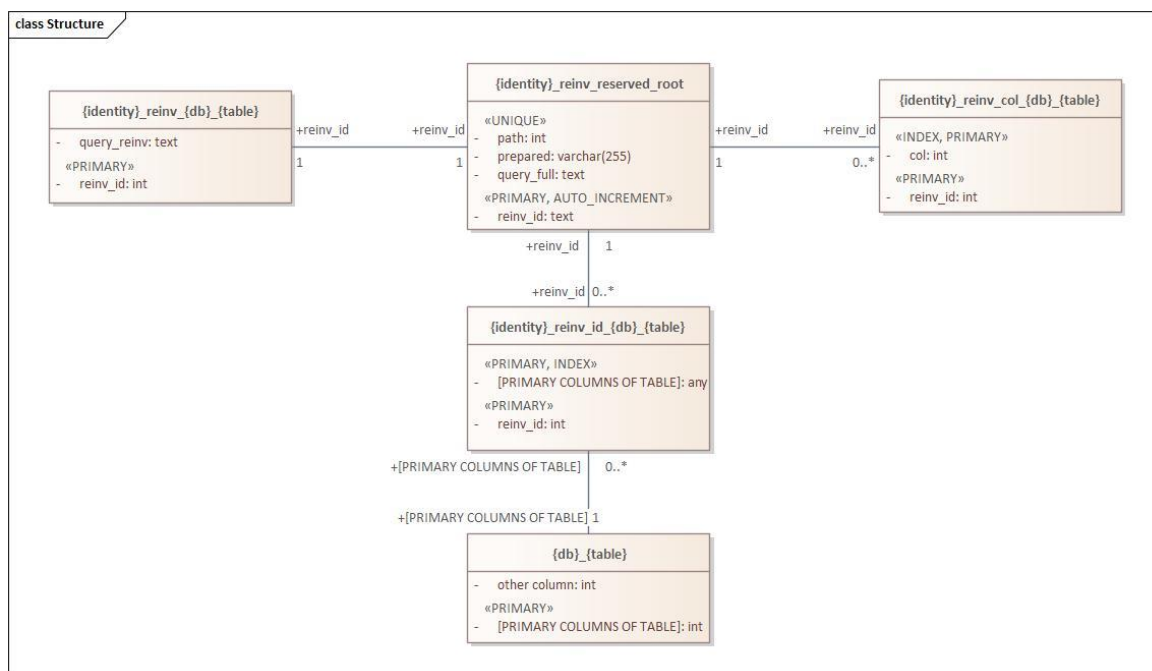 class Structure
{identity}_reinv_{db}_{table}
- query_reinv: text
«PRIMARY»
- reinv_id: int
+reinv_id
1
+reinv_id
1
{identity}_reinv_reserved_root
«UNIQUE»
- path: int
- prepared: varchar(255)
- query_full: text
«PRIMARY, AUTO_INCREMENT»
- reinv_id: text
+reinv_id
1
+reinv_id
0..*
{identity}_reinv_col_{db}_{table}
«INDEX, PRIMARY»
- col: int
«PRIMARY»
- reinv_id: int
+reinv_id 1
+reinv_id 0..*
{identity}_reinv_id_{db}_{table}
«PRIMARY, INDEX»
- [PRIMARY COLUMNS OF TABLE]: any
«PRIMARY»
- reinv_id: int
+[PRIMARY COLUMNS OF TABLE] 0..*
+[PRIMARY COLUMNS OF TABLE] 1
{db}_{table}
- other column: int
«PRIMARY»
- [PRIMARY COLUMNS OF TABLE]: int